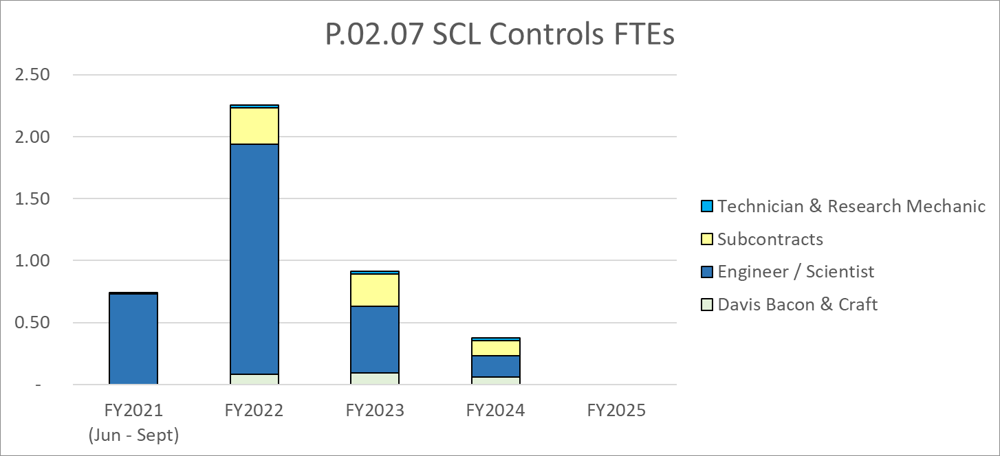 P.02.07 SCL Controls FTEs
2.50
2.00
1.50
1.00
0.50
-
FY2021
(Jun - Sept)
FY2022
FY2023
FY2024
FY2025
Technician & Research Mechanic
Subcontracts
Engineer / Scientist
Davis Bacon & Craft